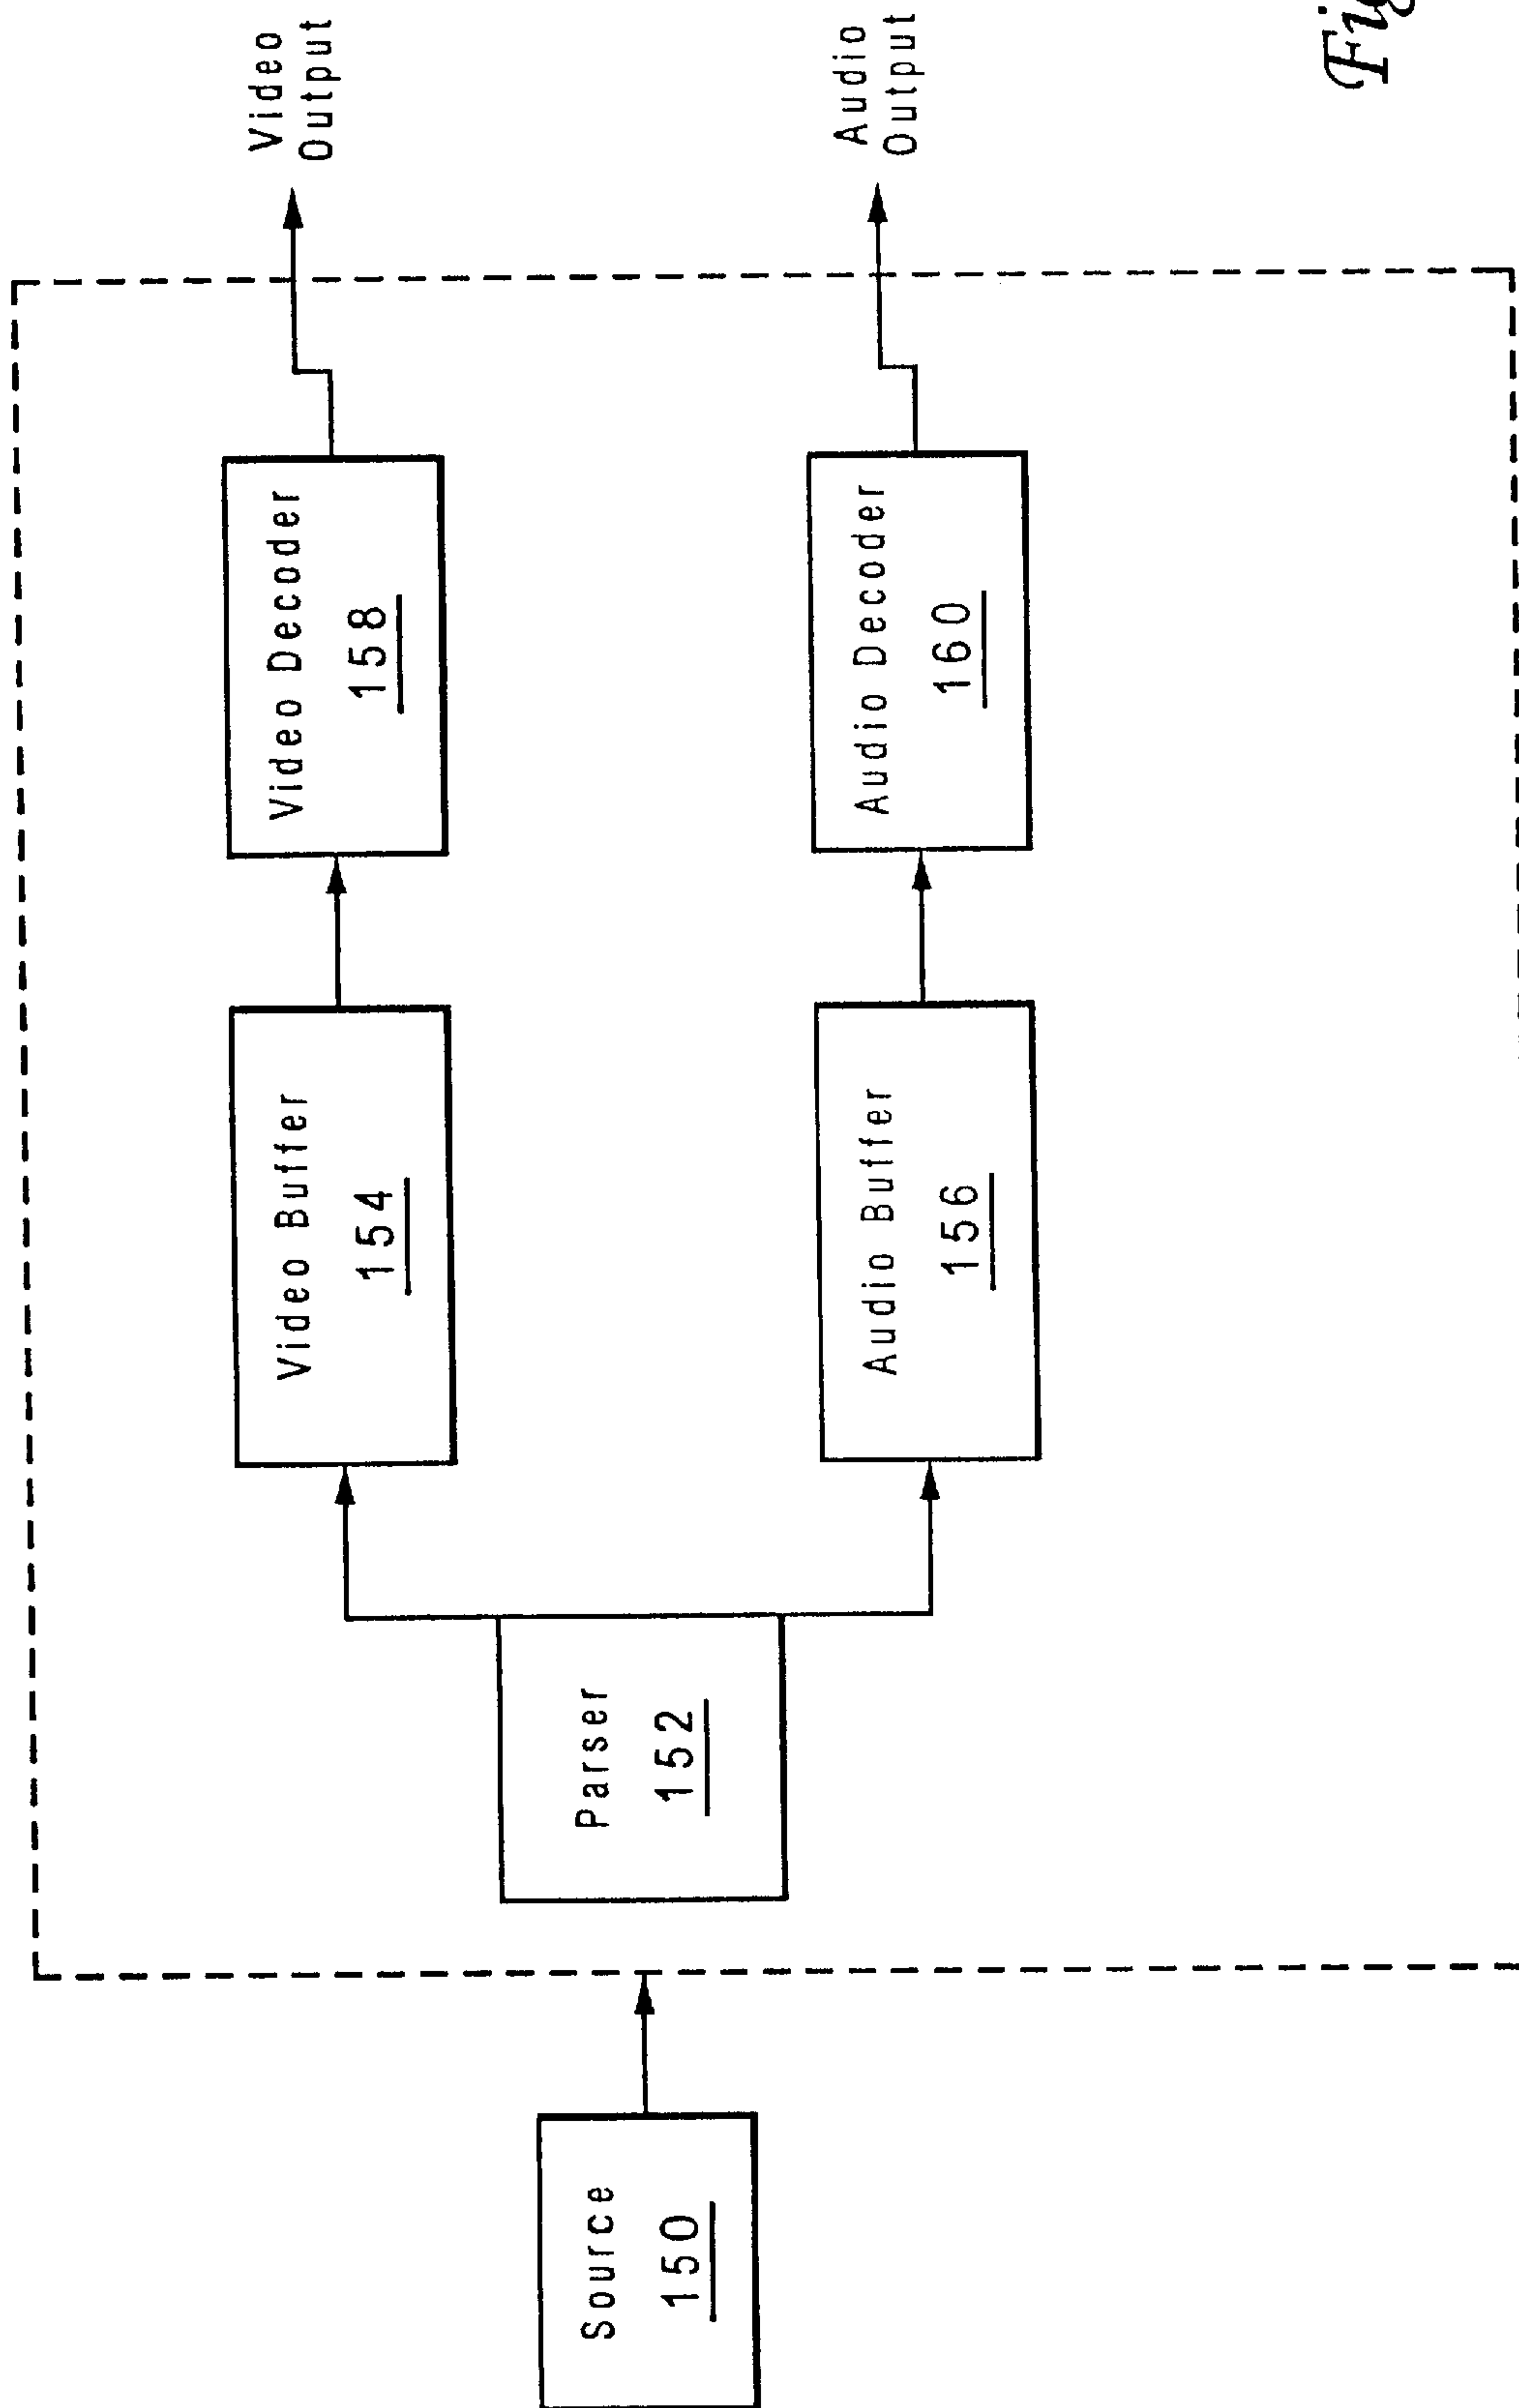 Source
150
Parser
152
Video Buffer
154
Video Decoder
158
Video
Output
Audio Buffer
156
Audio Decoder
160
Audio
Output